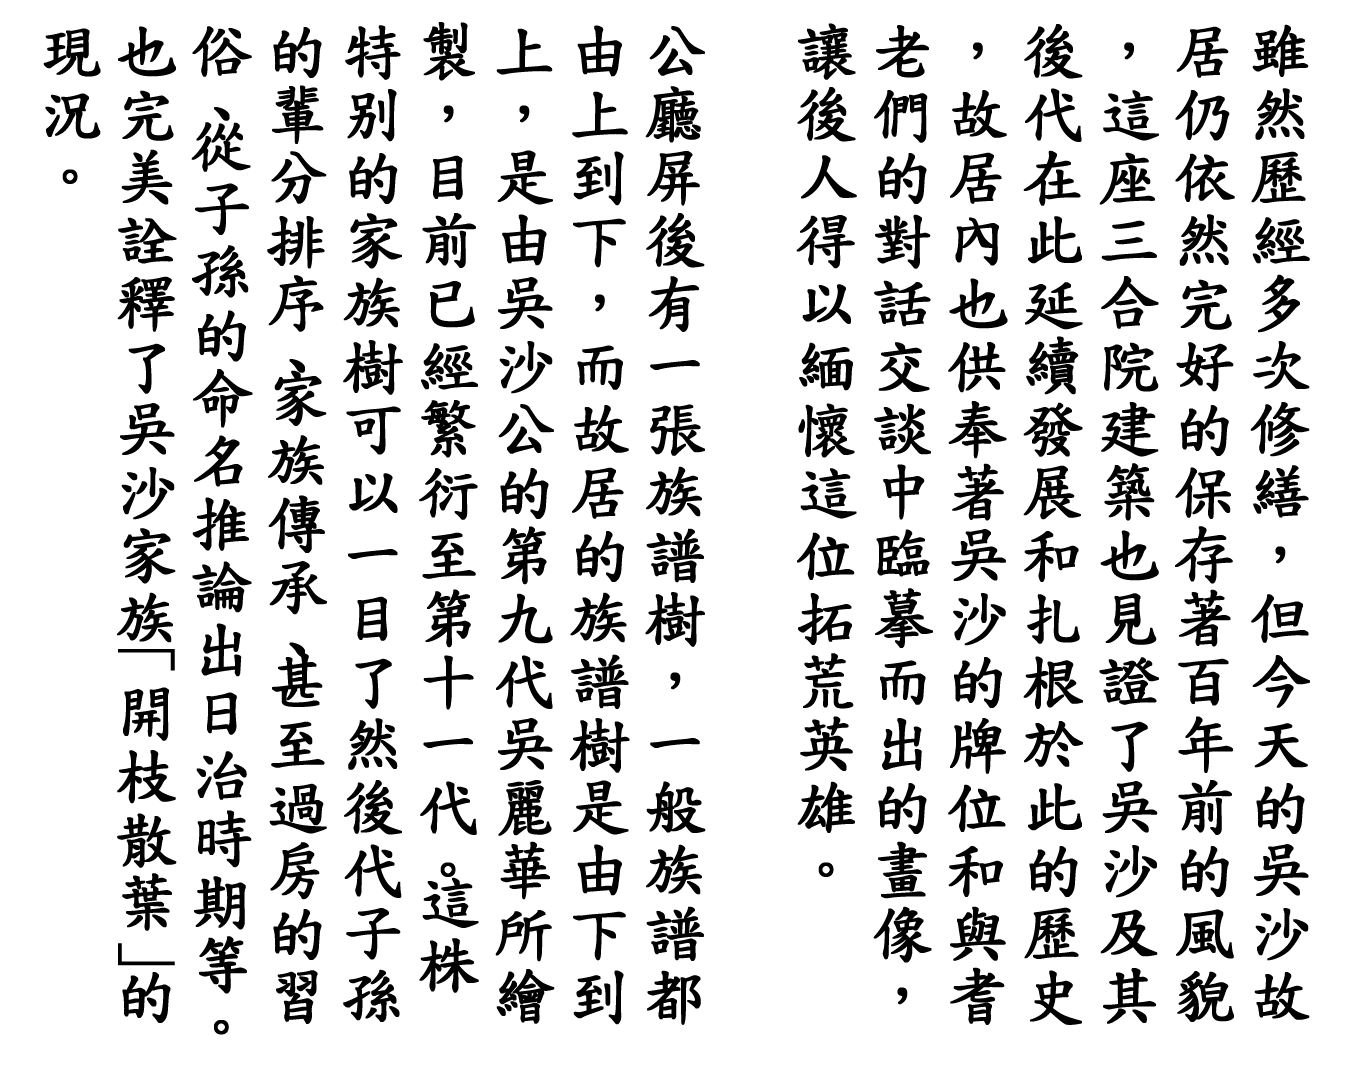 雖然歷經多次修繕，但今天的吳沙故
居仍依然完好的保存著百年前的風貌
，這座三合院建築也見證了吳沙及其
後代在此延續發展和扎根於此的歷史
，故居內也供奉著吳沙的牌位和與耆
老們的對話交談中臨摹而出的畫像，
讓後人得以緬懷這位拓荒英雄。
公廳屏後有一張族譜樹，一般族譜都
由上到下，而故居的族譜樹是由下到
上，是由吳沙公的第九代吳麗華所繪
製，目前已經繁衍至第十一代。這株
特別的家族樹可以一目了然後代子孫
的輩分排序、家族傳承、甚至過房的習
俗、從子孫的命名推論出日治時期等。
也完美詮釋了吳沙家族「開枝散葉」的
現況。